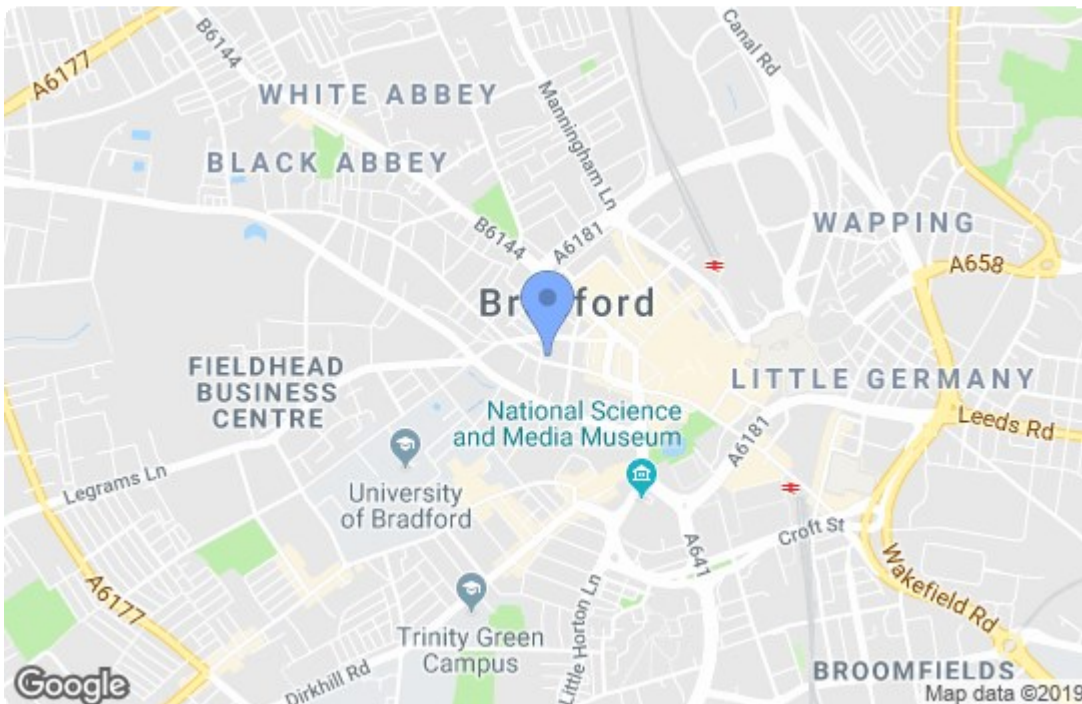 B6144
Canal Rd
A6177
WHITE ABBEY
Manningham Ln
BLACK ABBEY
B6144
A6181
WAPPING
A658
Br
ford
FIELDHEAD
BUSINESS
CENTRE
LITTLE GERMANY
National Science
and Media Museum
A6181
Leeds Rd
Legrams Ln
University
of Bradford
Croft St
A641
Wakefield Rd
A6177
Little Horton Ln
Trinity Green
Campus
Dirkhill Rd
BROOMFIELDS
Google
Map data ©2019